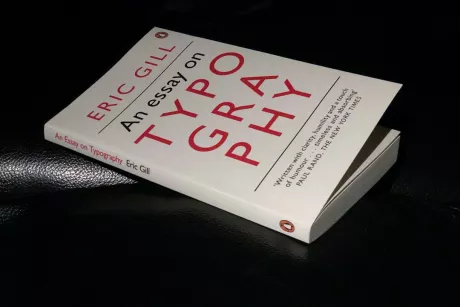 ERIC GILL
An essay on
TYPO
GRA
PHY
'Written with clarity, humility and a touch
of humour . . . timeless and absorbing'
PAUL RAND, THE NEW YORK TIMES
An Essay on Typography Eric Gill